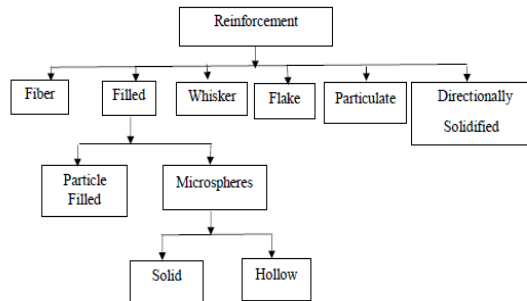 Reinforcement
Fiber
Filled
Whisker
Flake
Particulate
Directionally
Solidified
Particle
Filled
Microspheres
Solid
Hollow